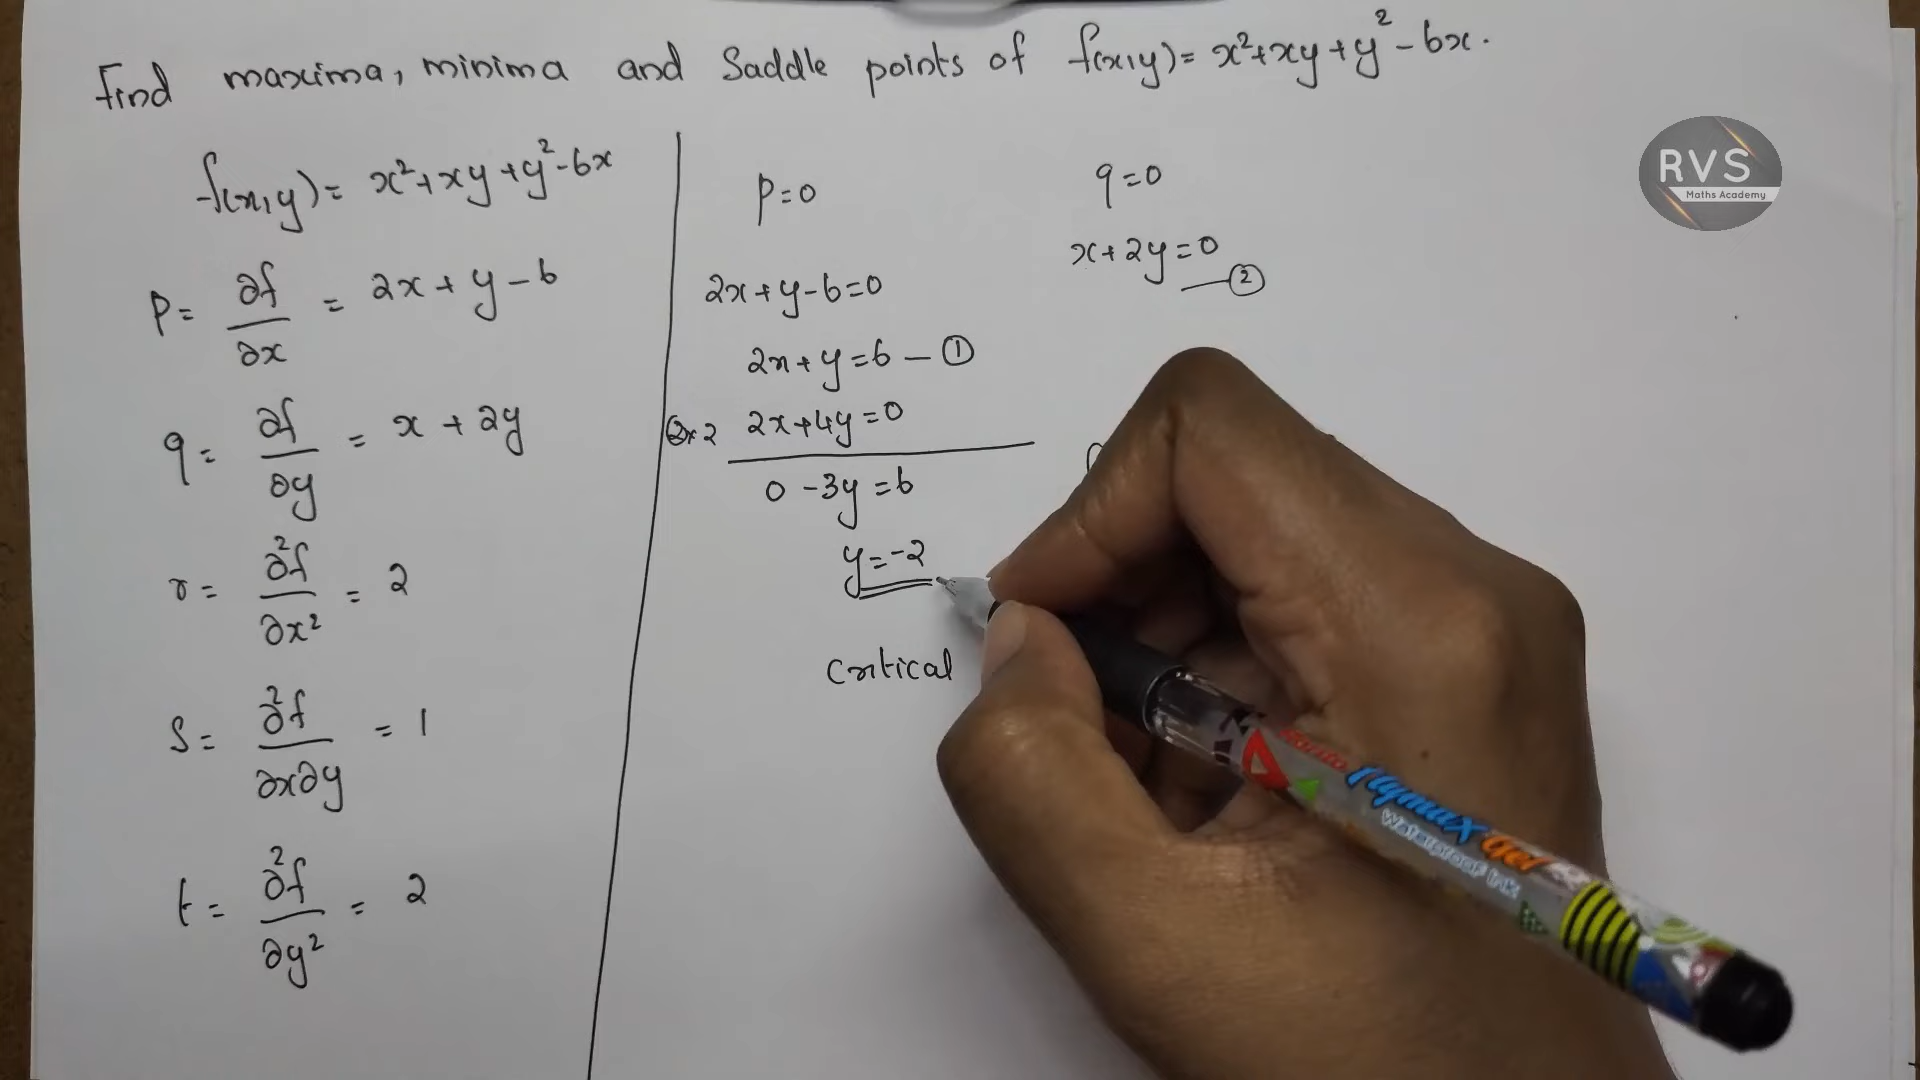 Find maxima, minima and Saddle points of f(x,y) = x²+xy+y²-6x.
f(x,y) = x²+xy+y²-6x
p = ∂f/∂x = 2x+y-6
q = ∂f/∂y = x+2y
r = ∂²f/∂x² = 2
s = ∂²f/∂x∂y = 1
t = ∂²f/∂y² = 2
p=0
2x+y-6=0
2x+y=6 — ①
②×2 2x+4y=0
0 -3y=6
y=-2
Critical
q=0
x+2y=0 — ②
RVS
Maths Academy
flymax Gel
Waterproof Ink